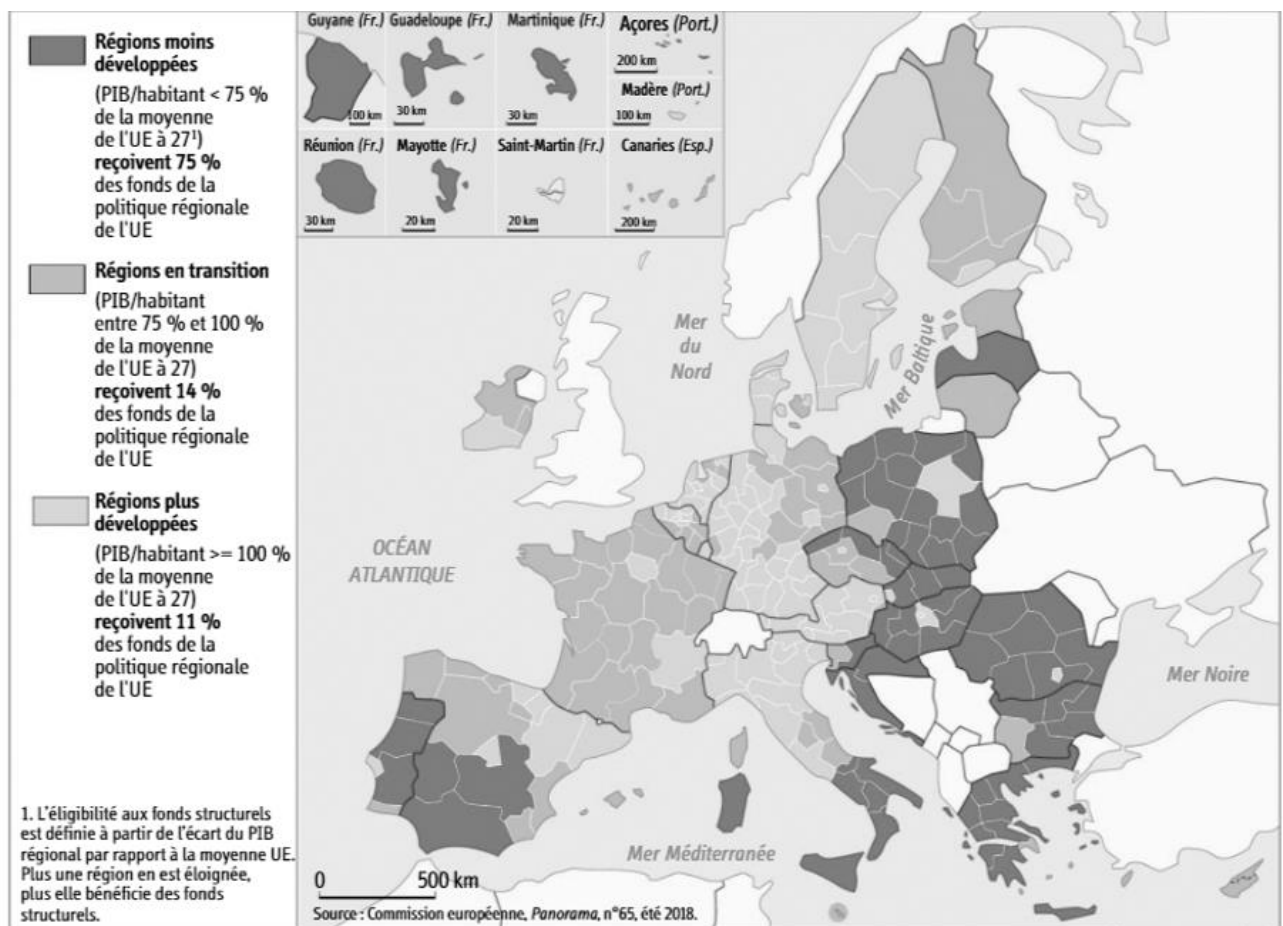 Régions moins
développées
(PIB/habitant < 75 %
de la moyenne
de l'UE à 27¹)
reçoivent 75 %
des fonds de la
politique régionale
de l'UE
Régions en transition
(PIB/habitant
entre 75 % et 100 %
de la moyenne
de l'UE à 27)
reçoivent 14 %
des fonds de la
politique régionale
de l'UE
Régions plus
développées
(PIB/habitant >= 100 %
de la moyenne
de l'UE à 27)
reçoivent 11 %
des fonds de la
politique régionale
de l'UE
1. L'éligibilité aux fonds structurels
est définie à partir de l'écart du PIB
régional par rapport à la moyenne UE.
Plus une région en est éloignée,
plus elle bénéficie des fonds
structurels.
Guyane (Fr.)
100 km
Guadeloupe (Fr.)
30 km
Martinique (Fr.)
30 km
Açores (Port.)
200 km
Madère (Port.)
100 km
Réunion (Fr.)
30 km
Mayotte (Fr.)
20 km
Saint-Martin (Fr.)
20 km
Canaries (Esp.)
200 km
Mer
du
Nord
Mer Baltique
OCÉAN
ATLANTIQUE
Mer Noire
Mer Méditerranée
0 500 km
Source : Commission européenne, Panorama, n°65, été 2018.